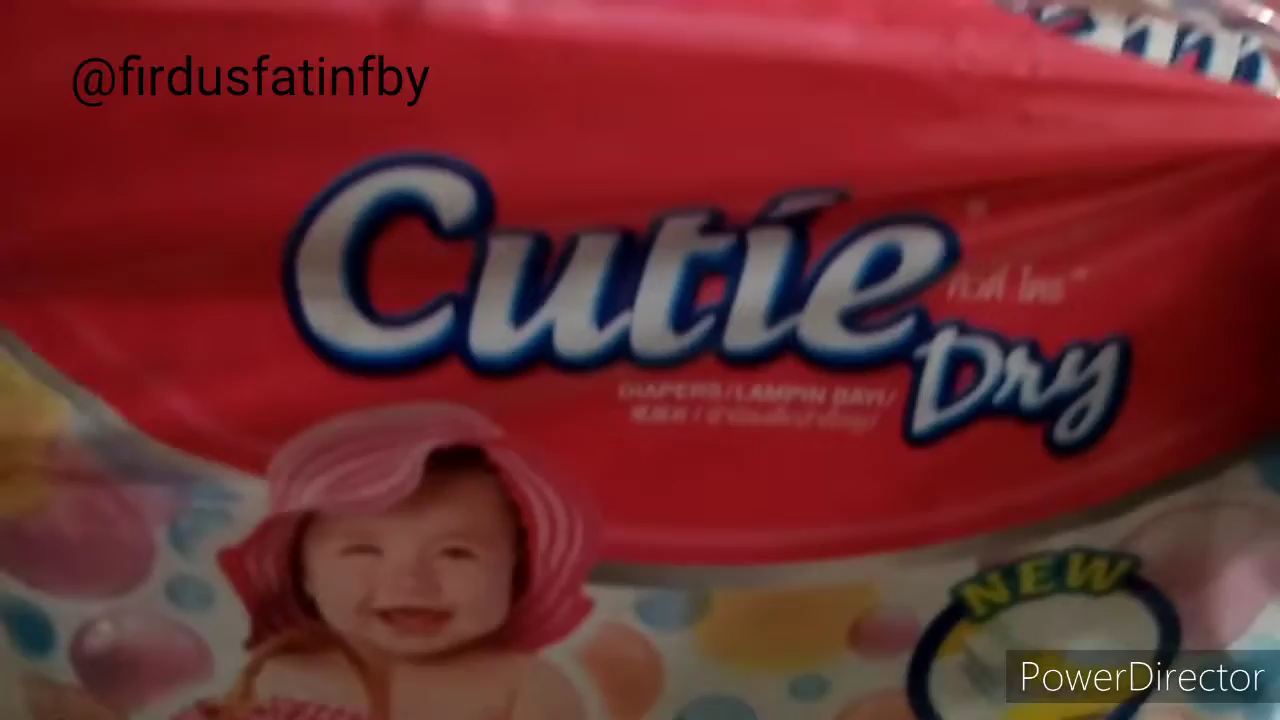 @firdusfatinfby
Cutie
Dry
DIAPERS / LAMPIN BAYI /
NEW
PowerDirector